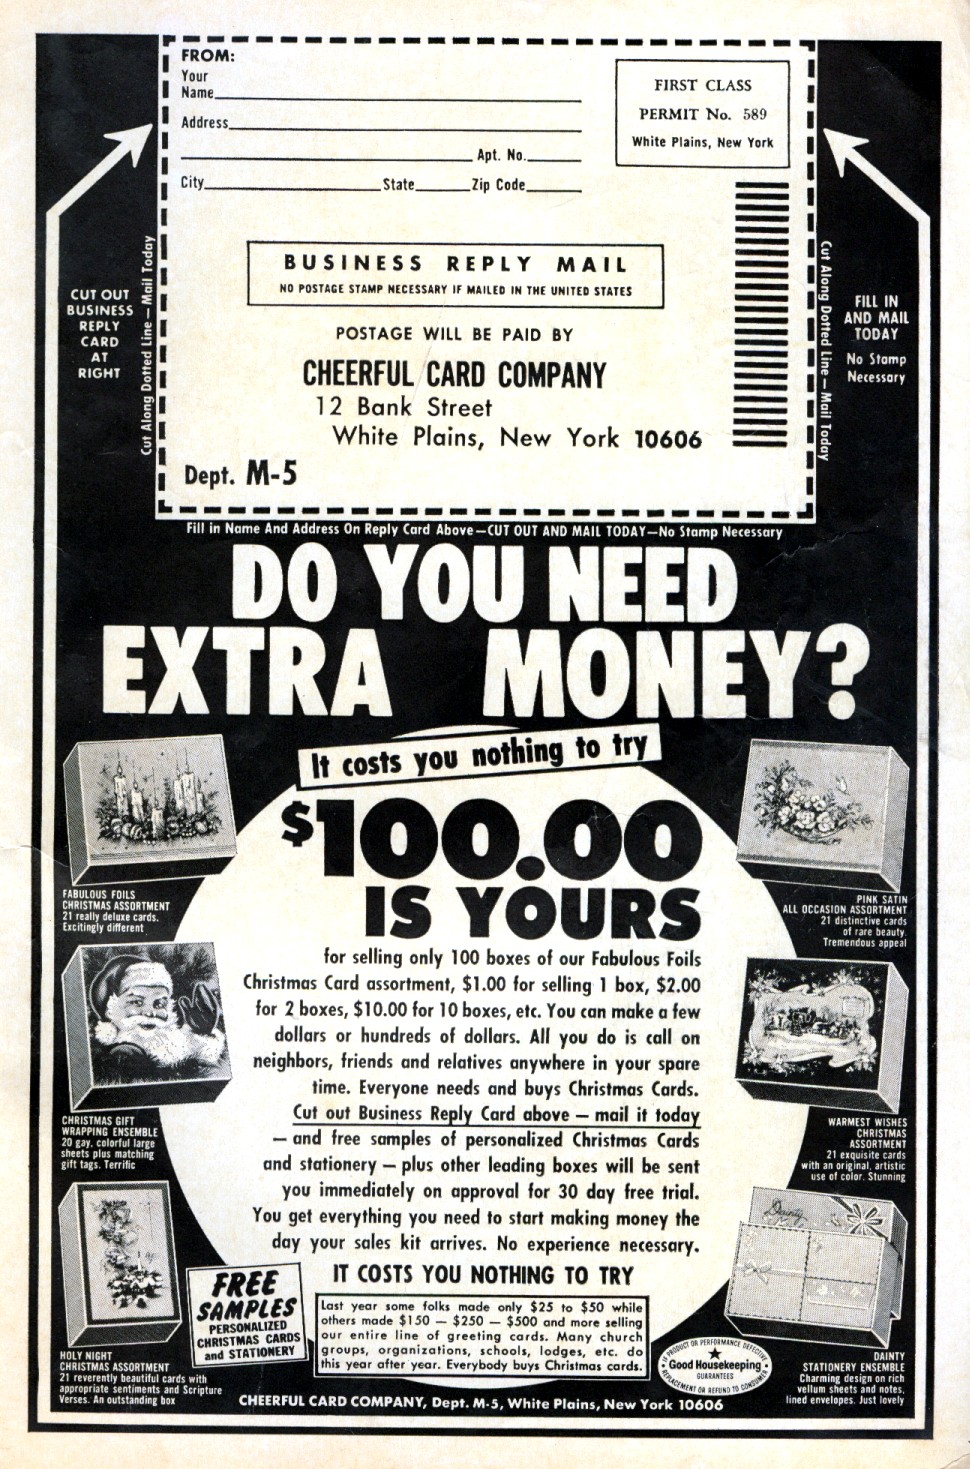 FROM:
Your
Name
Address
Apt. No.
City State Zip Code
FIRST CLASS
PERMIT No. 589
White Plains, New York
BUSINESS REPLY MAIL
NO POSTAGE STAMP NECESSARY IF MAILED IN THE UNITED STATES
POSTAGE WILL BE PAID BY
CHEERFUL CARD COMPANY
12 Bank Street
White Plains, New York 10606
Dept. M-5
CUT OUT
BUSINESS
REPLY
CARD
AT
RIGHT
Cut Along Dotted Line — Mail Today
Cut Along Dotted Line — Mail Today
FILL IN
AND MAIL
TODAY
No Stamp
Necessary
Fill in Name And Address On Reply Card Above—CUT OUT AND MAIL TODAY—No Stamp Necessary
DO YOU NEED
EXTRA MONEY?
It costs you nothing to try
$100.00
IS YOURS
for selling only 100 boxes of our Fabulous Foils
Christmas Card assortment, $1.00 for selling 1 box, $2.00
for 2 boxes, $10.00 for 10 boxes, etc. You can make a few
dollars or hundreds of dollars. All you do is call on
neighbors, friends and relatives anywhere in your spare
time. Everyone needs and buys Christmas Cards.
Cut out Business Reply Card above — mail it today
— and free samples of personalized Christmas Cards
and stationery — plus other leading boxes will be sent
you immediately on approval for 30 day free trial.
You get everything you need to start making money the
day your sales kit arrives. No experience necessary.
IT COSTS YOU NOTHING TO TRY
Last year some folks made only $25 to $50 while
others made $150 — $250 — $500 and more selling
our entire line of greeting cards. Many church
groups, organizations, schools, lodges, etc. do
this year after year. Everybody buys Christmas cards.
FABULOUS FOILS
CHRISTMAS ASSORTMENT
21 really deluxe cards.
Excitingly different
CHRISTMAS GIFT
WRAPPING ENSEMBLE
20 gay, colorful large
sheets plus matching
gift tags. Terrific
HOLY NIGHT
CHRISTMAS ASSORTMENT
21 reverently beautiful cards with
appropriate sentiments and Scripture
Verses. An outstanding box
FREE
SAMPLES
PERSONALIZED
CHRISTMAS CARDS
and STATIONERY
PINK SATIN
ALL OCCASION ASSORTMENT
21 distinctive cards
of rare beauty.
Tremendous appeal
WARMEST WISHES
CHRISTMAS
ASSORTMENT
21 exquisite cards
with an original, artistic
use of color. Stunning
Dainty
DAINTY
STATIONERY ENSEMBLE
Charming design on rich
vellum sheets and notes,
lined envelopes. Just lovely
IF PRODUCT OR PERFORMANCE DEFECTIVE
Good Housekeeping
GUARANTEES
REPLACEMENT OR REFUND TO CONSUMER
CHEERFUL CARD COMPANY, Dept. M-5, White Plains, New York 10606